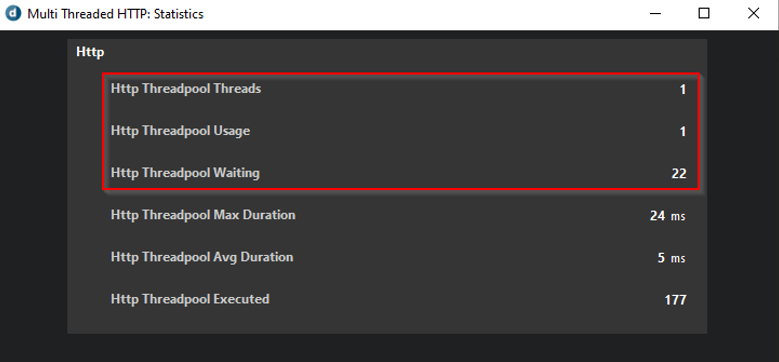 d Multi Threaded HTTP: Statistics
Http
Http Threadpool Threads 1
Http Threadpool Usage 1
Http Threadpool Waiting 22
Http Threadpool Max Duration 24 ms
Http Threadpool Avg Duration 5 ms
Http Threadpool Executed 177